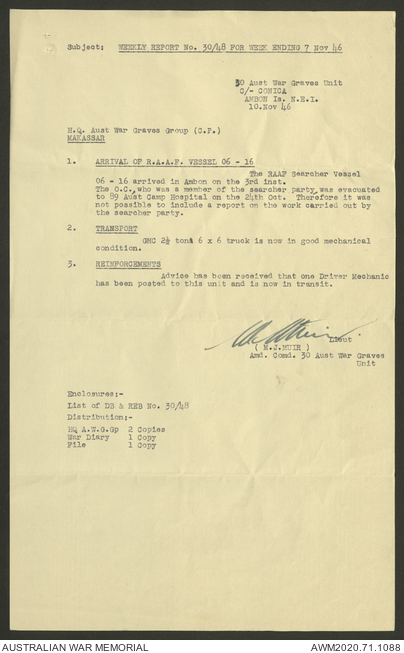 Subject: WEEKLY REPORT No. 30/48 FOR WEEK ENDING 7 Nov 46
30 Aust War Graves Unit
C/- COMICA
AMBON Is. N.E.I.
10.Nov 46
H.Q. Aust War Graves Group (C.P.)
MAKASSAR
1. ARRIVAL OF R.A.A.F. VESSEL 06 - 16
The RAAF Searcher Vessel
06 - 16 arrived in Ambon on the 3rd inst.
The O.C., who was a member of the searcher party, was evacuated
to 89 Aust Camp Hospital on the 24th Oct. Therefore it was
not possible to include a report on the work carried out by
the searcher party.
2. TRANSPORT
GMC 2½ ton 6 x 6 truck is now in good mechanical
condition.
3. REINFORCEMENTS
Advice has been received that one Driver Mechanic
has been posted to this unit and is now in transit.
Lieut
( H.J.MUIR )
Amd. Comd. 30 Aust War Graves
Unit
Enclosures:-
List of DB & REB No. 30/48
Distribution:-
HQ A.W.G.Gp 2 Copies
War Diary 1 Copy
File 1 Copy
AUSTRALIAN WAR MEMORIAL
AWM2020.71.1088